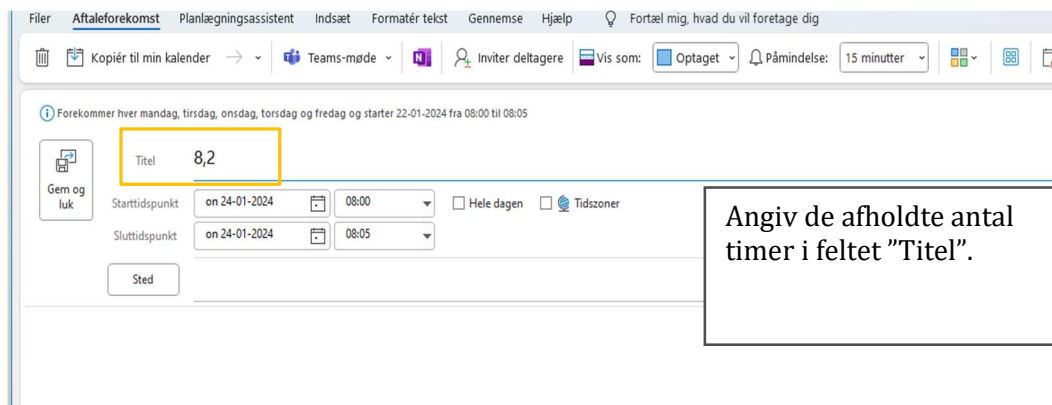 Filer Aftaleforekomst Planlægningsassistent Indsæt Formatér tekst Gennemse Hjælp Fortæl mig, hvad du vil foretage dig
Kopiér til min kalender Teams-møde Inviter deltagere Vis som: Optaget Påmindelse: 15 minutter
Forekommer hver mandag, tirsdag, onsdag, torsdag og fredag og starter 22-01-2024 fra 08:00 til 08:05
Gem og
luk
Titel 8,2
Starttidspunkt on 24-01-2024 08:00 Hele dagen Tidszoner
Sluttidspunkt on 24-01-2024 08:05
Sted
Angiv de afholdte antal
timer i feltet ”Titel”.